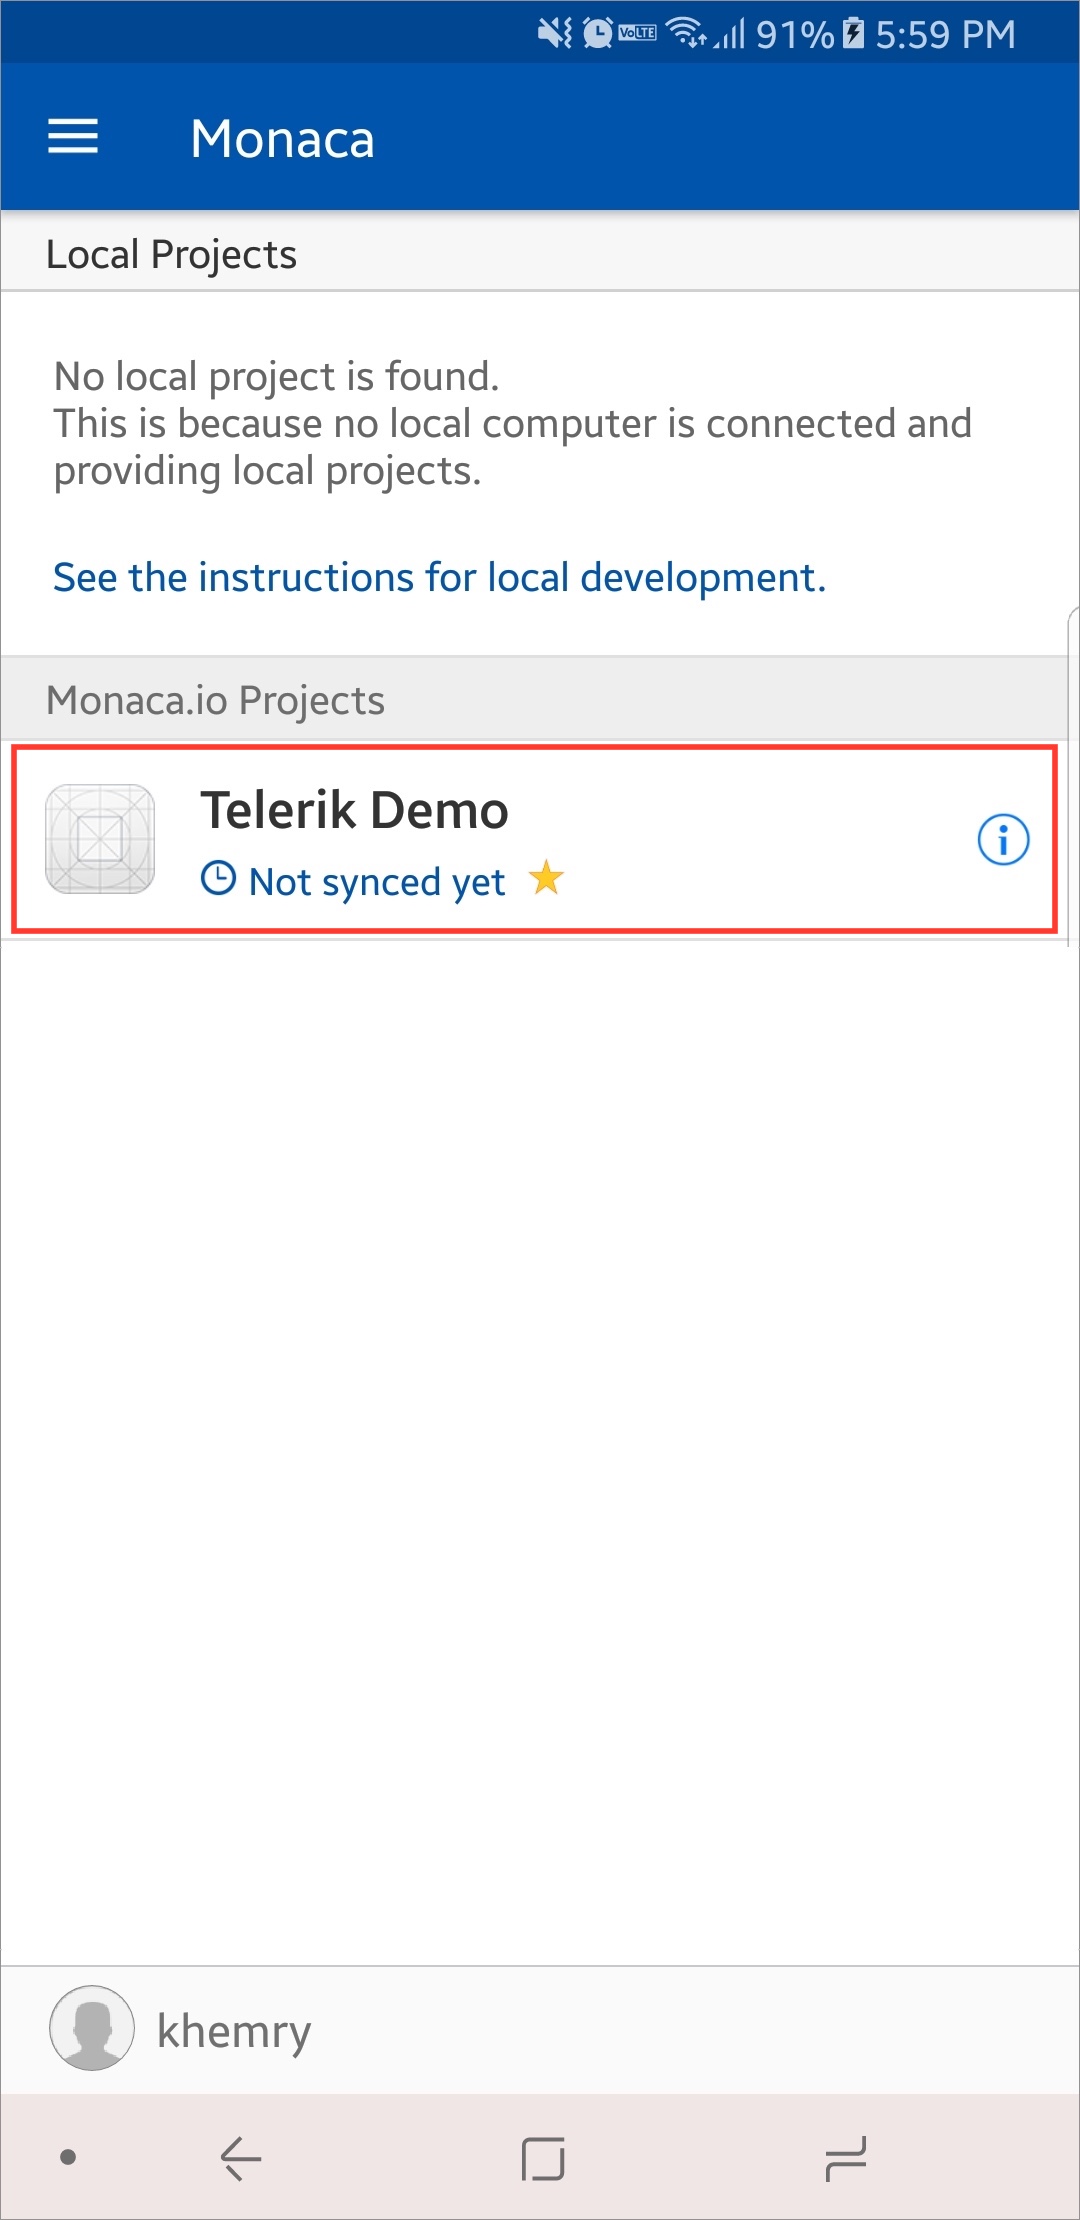 VoLTE 91% 5:59 PM
Monaca
Local Projects
No local project is found.
This is because no local computer is connected and
providing local projects.
See the instructions for local development.
Monaca.io Projects
Telerik Demo
Not synced yet
khemry